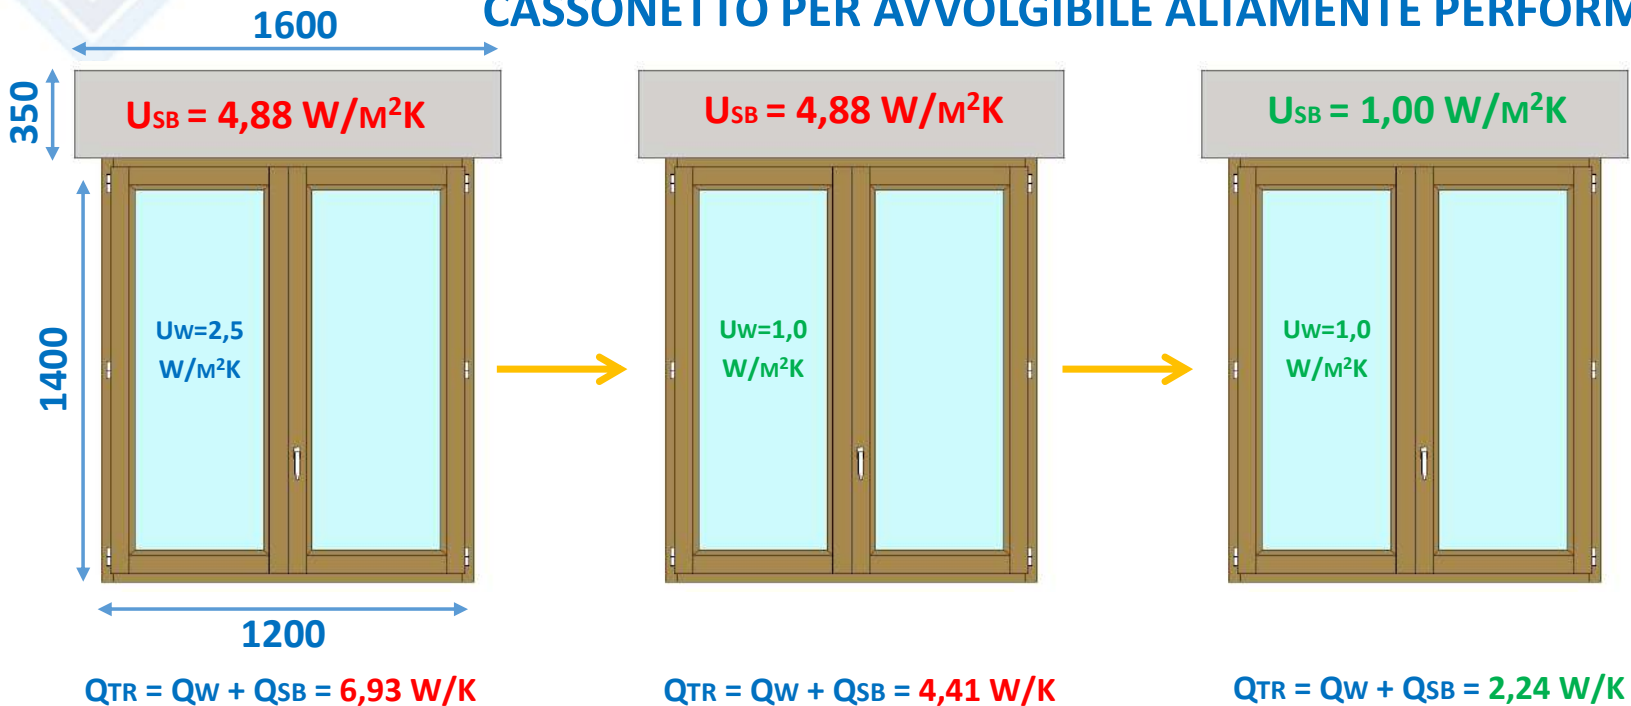 CASSONETTO PER AVVOLGIBILE ALTAMENTE PERFORM
1600
350
USB = 4,88 W/M²K
USB = 4,88 W/M²K
USB = 1,00 W/M²K
1400
UW=2,5
W/M²K
UW=1,0
W/M²K
UW=1,0
W/M²K
1200
QTR = QW + QSB = 6,93 W/K
QTR = QW + QSB = 4,41 W/K
QTR = QW + QSB = 2,24 W/K